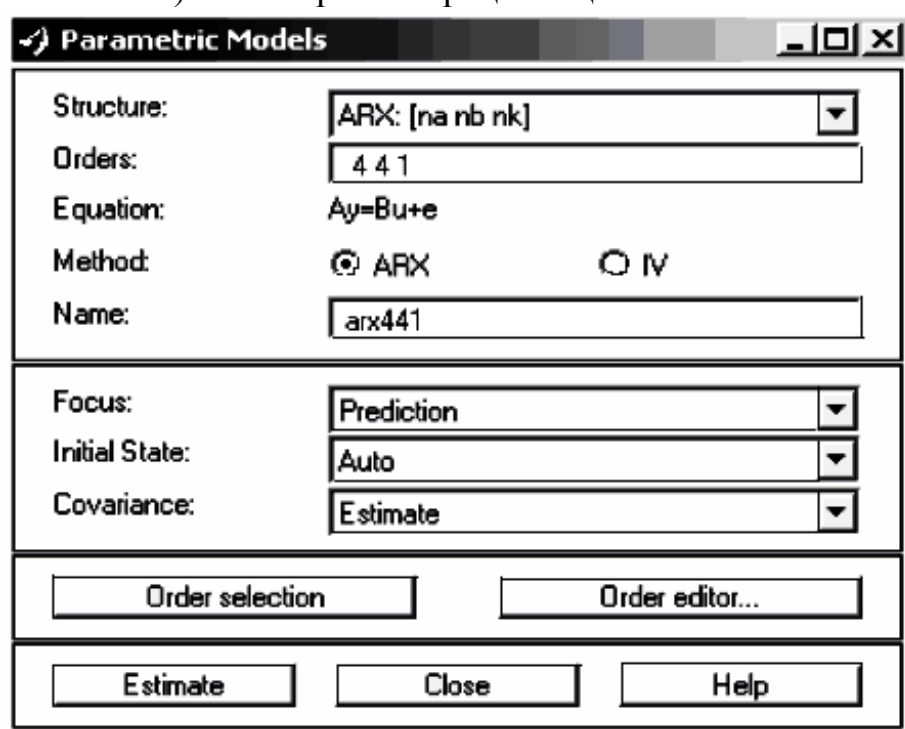 Parametric Models
Structure: ARX: [na nb nk]
Orders: 4 4 1
Equation: Ay=Bu+e
Method: ARX IV
Name: arx441
Focus: Prediction
Initial State: Auto
Covariance: Estimate
Order selection Order editor...
Estimate Close Help